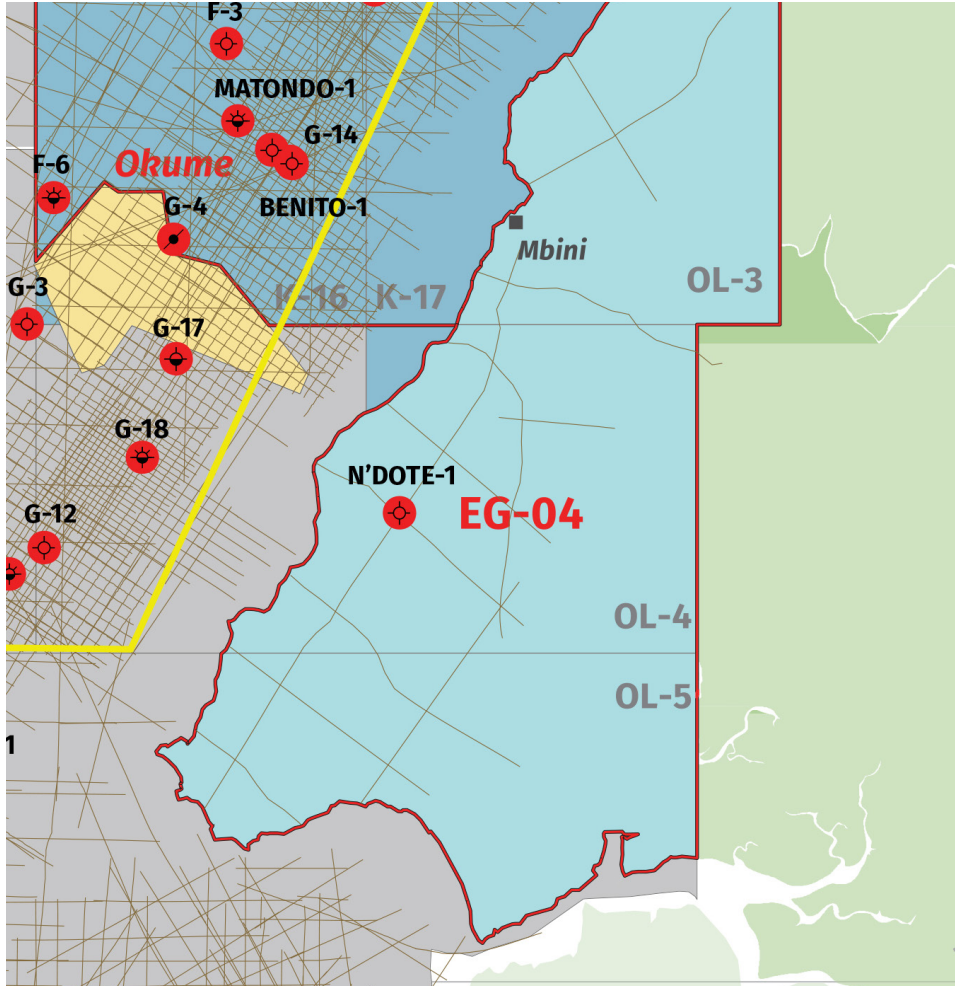 F-3
MATONDO-1
G-14
F-6
Okume
G-4
BENITO-1
Mbini
G-3
K-16
K-17
OL-3
G-17
G-18
N'DOTE-1
EG-04
G-12
OL-4
OL-5
1